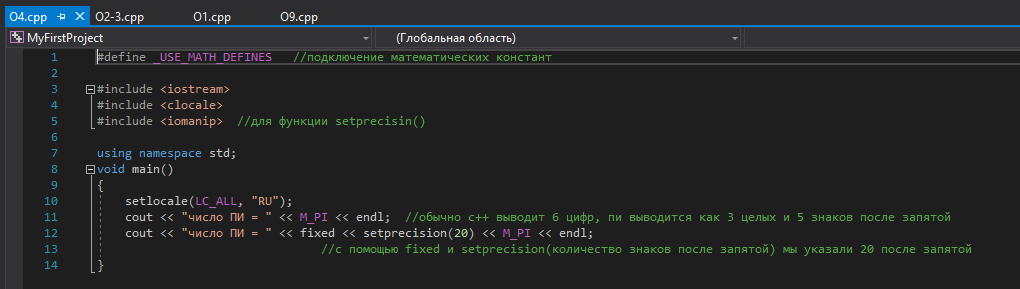 O4.cpp O2-3.cpp O1.cpp O9.cpp
MyFirstProject (Глобальная область)
1 #define _USE_MATH_DEFINES //подключение математических констант
2
3 #include <iostream>
4 #include <clocale>
5 #include <iomanip> //для функции setprecisin()
6
7 using namespace std;
8 void main()
9 {
10 setlocale(LC_ALL, "RU");
11 cout << "число ПИ = " << M_PI << endl; //обычно с++ выводит 6 цифр, пи выводится как 3 целых и 5 знаков после запятой
12 cout << "число ПИ = " << fixed << setprecision(20) << M_PI << endl;
13 //с помощью fixed и setprecision(количество знаков после запятой) мы указали 20 после запятой
14 }